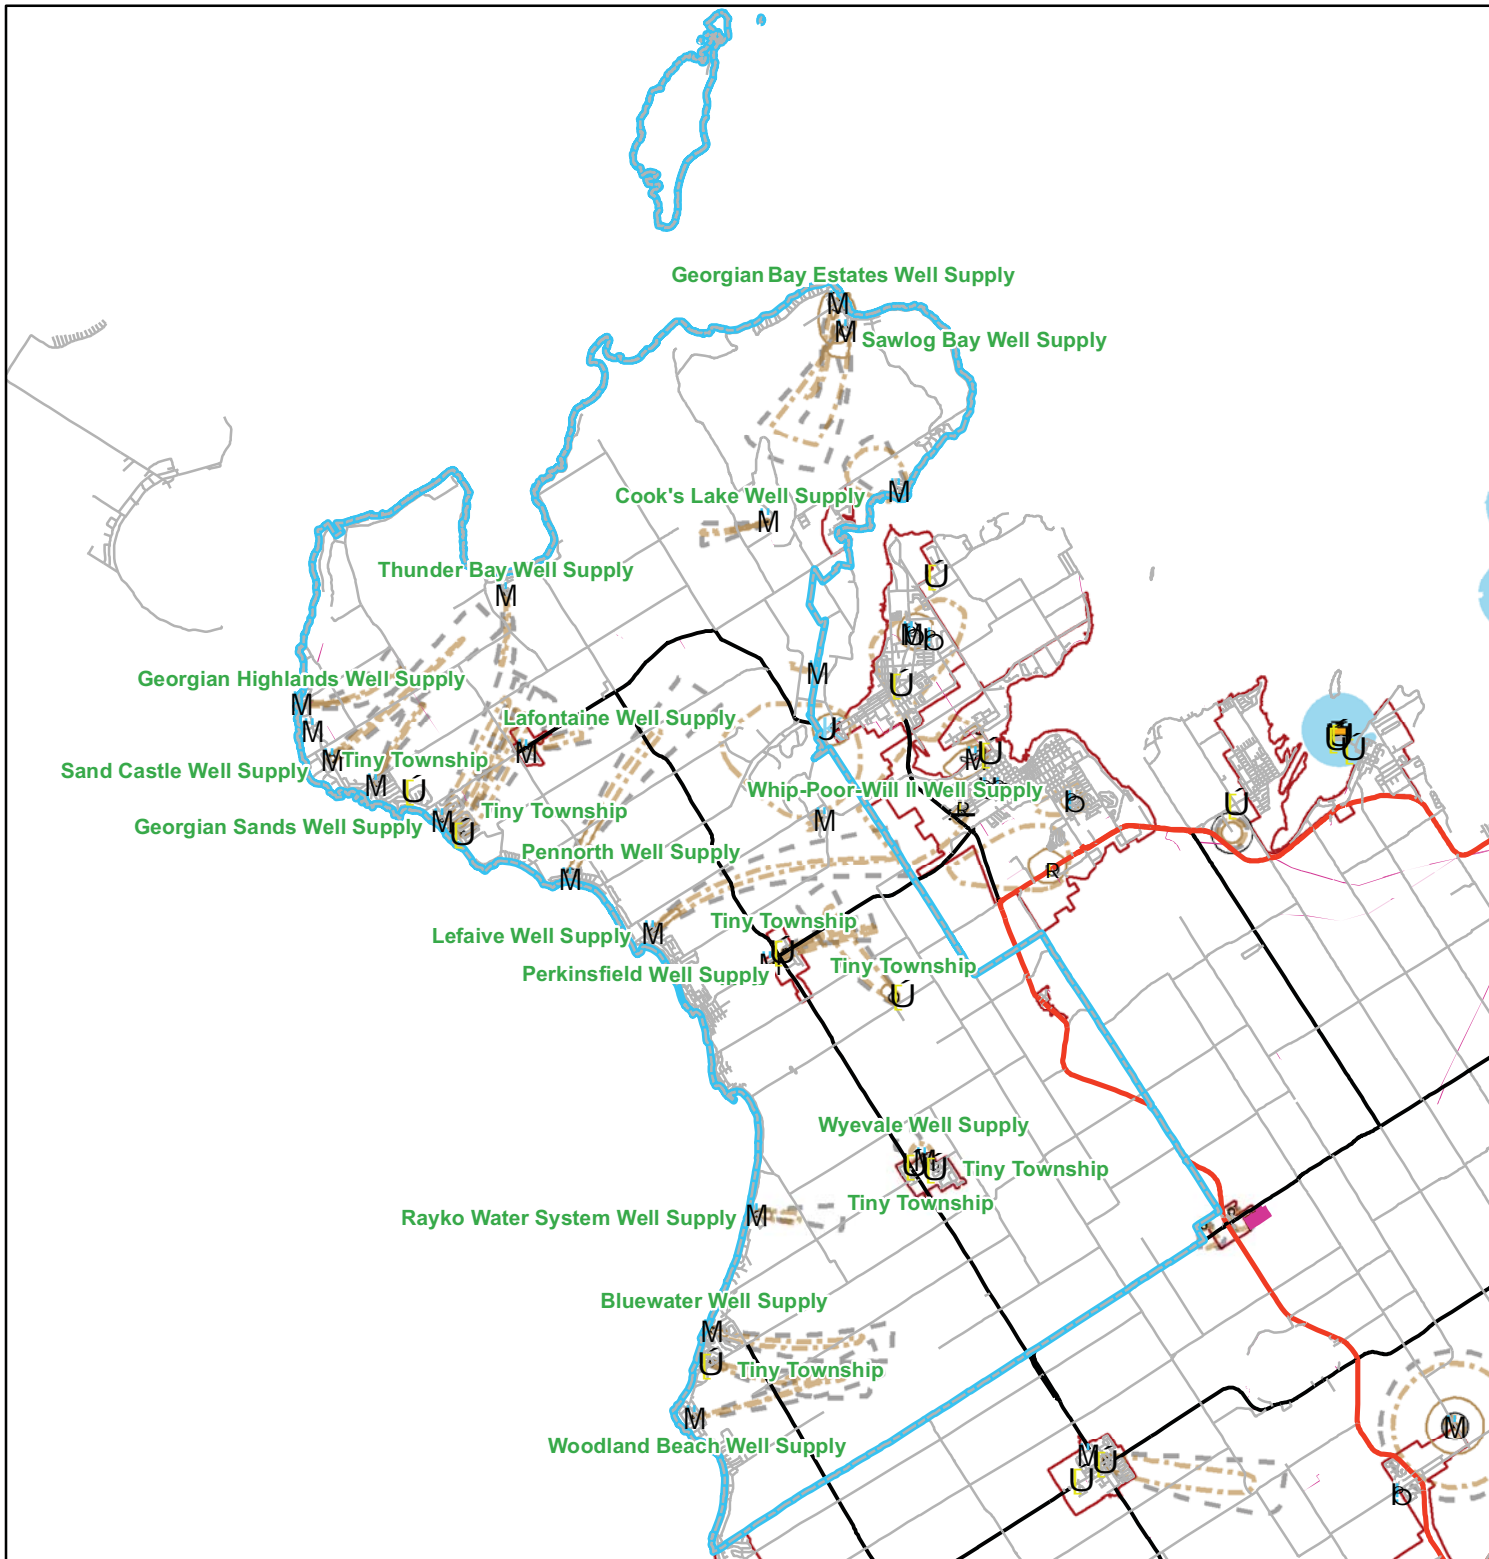 Georgian Bay Estates Well Supply
M
M
Sawlog Bay Well Supply
Cook's Lake Well Supply
M
M
Thunder Bay Well Supply
M
Ú
M b b
Georgian Highlands Well Supply
M
Ú
M
Lafontaine Well Supply
M
M
M
Tiny Township
Sand Castle Well Supply
M
Ú
M
Ú
Ú
Ú
Whip-Poor-Will II Well Supply
b
Ú
R
M
Tiny Township
Georgian Sands Well Supply
M
Ú
Pennorth Well Supply
M
R
Tiny Township
Lefaive Well Supply
M
Ú
M
Perkinsfield Well Supply
Tiny Township
Ú
Wyevale Well Supply
Ú
Ú
Tiny Township
Tiny Township
Rayko Water System Well Supply
M
Bluewater Well Supply
M
Ú
Tiny Township
M
Woodland Beach Well Supply
M
M
Ú
Ú
b